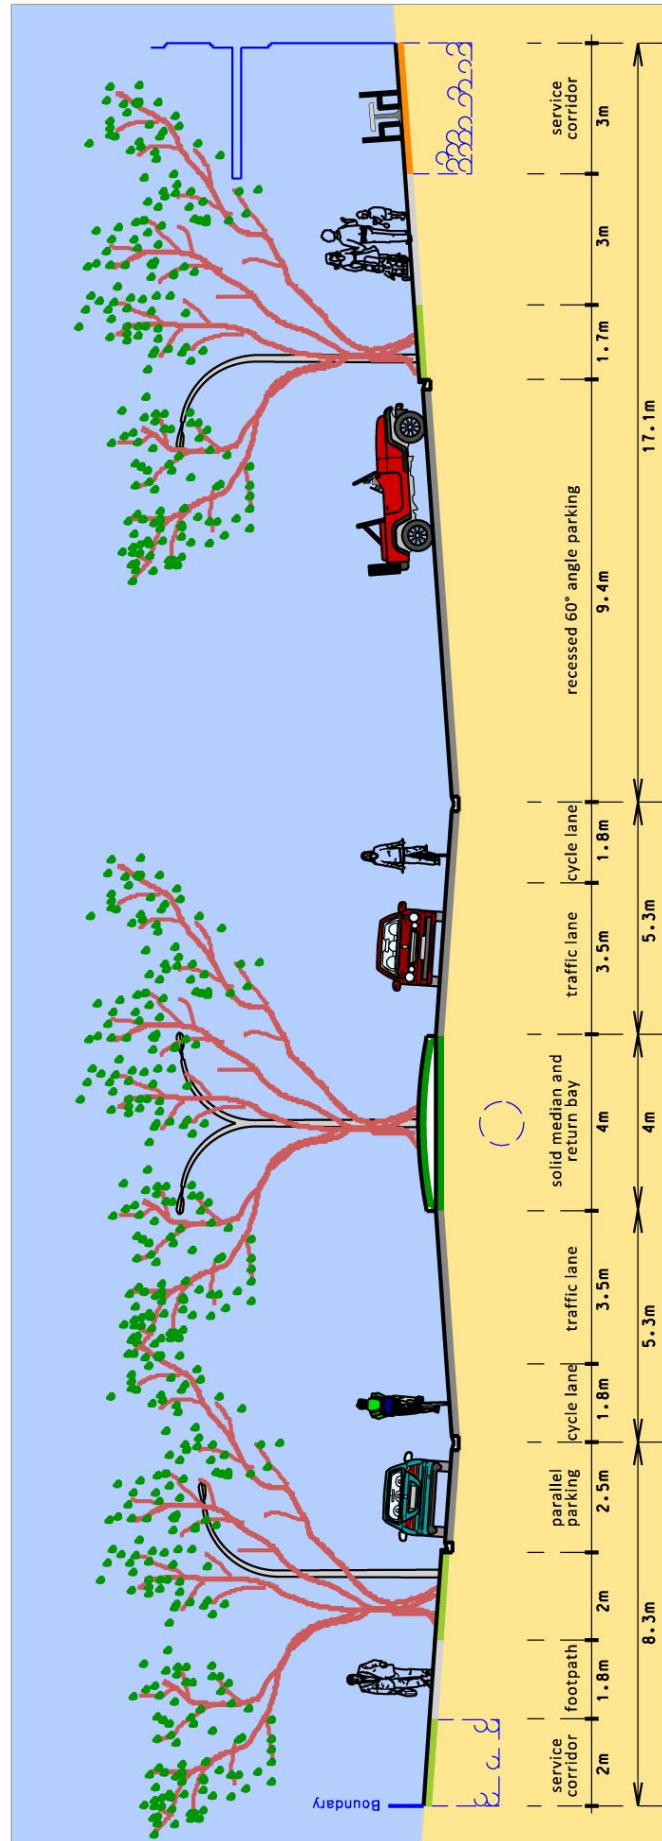 Boundary
service
corridor
footpath
parallel
parking
cycle lane
traffic lane
solid median and
return bay
traffic lane
cycle lane
recessed 60° angle parking
service
corridor
2m
1.8m
2m
2.5m
1.8m
3.5m
4m
3.5m
1.8m
9.4m
1.7m
3m
3m
8.3m
5.3m
4m
5.3m
17.1m